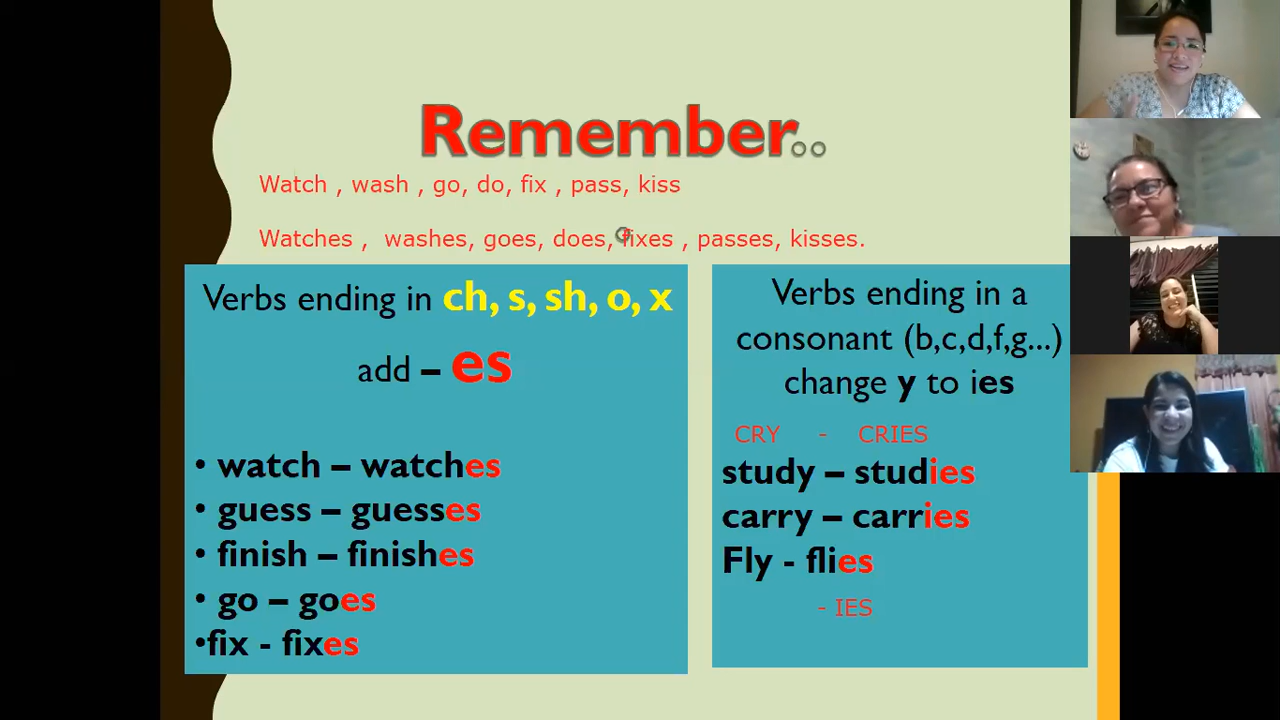 Remember..
Watch , wash , go, do, fix , pass, kiss
Watches , washes, goes, does, fixes , passes, kisses.
Verbs ending in ch, s, sh, o, x
add – es
• watch – watches
• guess – guesses
• finish – finishes
• go – goes
•fix - fixes
Verbs ending in a
consonant (b,c,d,f,g...)
change y to ies
CRY - CRIES
study – studies
carry – carries
Fly - flies
- IES